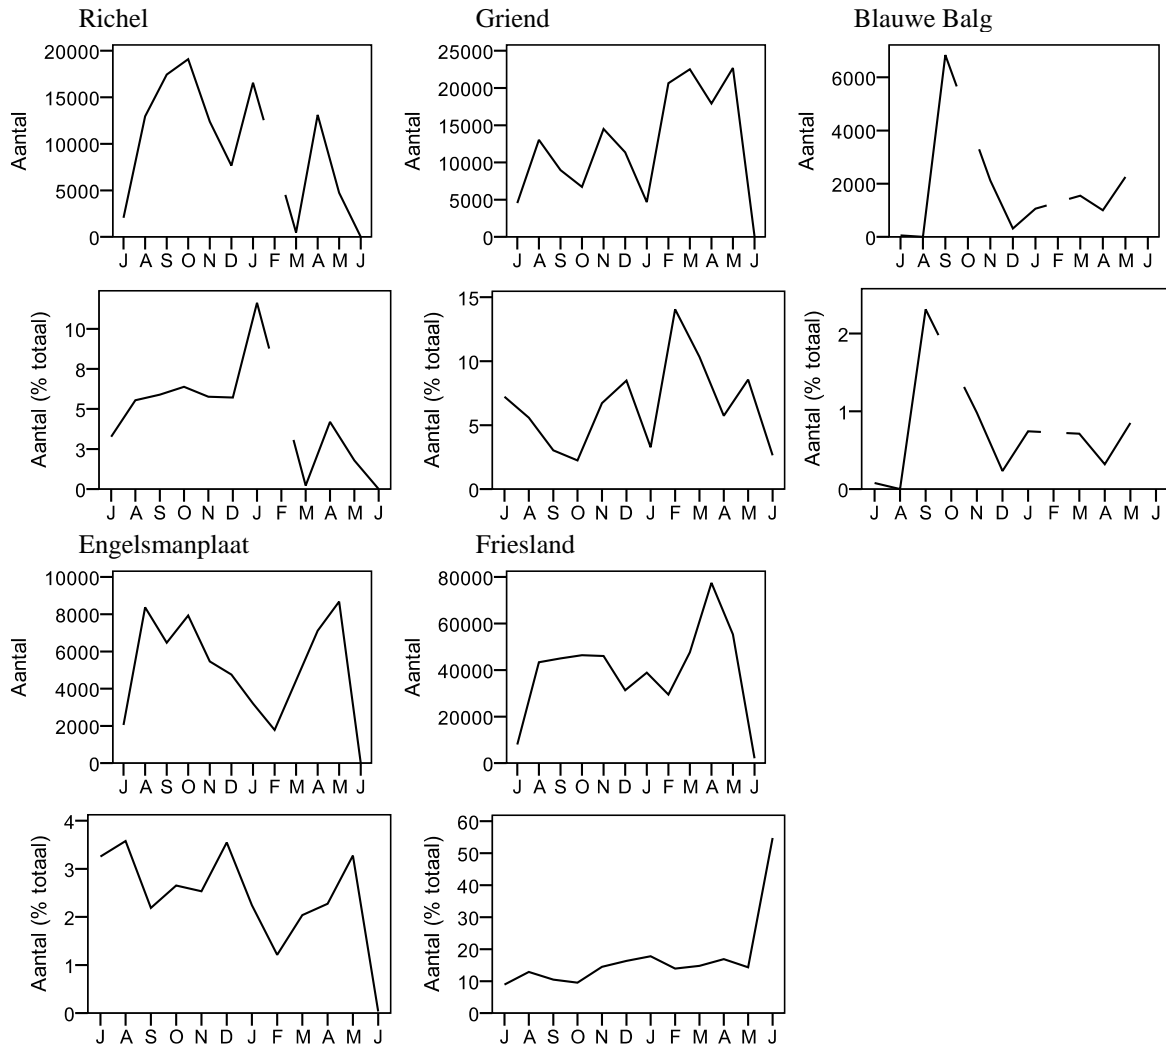 Richel
Aantal
20000
15000
10000
5000
0
J A S O N D J F M A M J
Griend
Aantal
25000
20000
15000
10000
5000
0
J A S O N D J F M A M J
Blauwe Balg
Aantal
6000
4000
2000
0
J A S O N D J F M A M J
Aantal (% totaal)
10
8
5
3
0
J A S O N D J F M A M J
Aantal (% totaal)
15
10
5
0
J A S O N D J F M A M J
Aantal (% totaal)
2
1
0
J A S O N D J F M A M J
Engelsmanplaat
Aantal
10000
8000
6000
4000
2000
0
J A S O N D J F M A M J
Friesland
Aantal
80000
60000
40000
20000
0
J A S O N D J F M A M J
Aantal (% totaal)
4
3
2
1
0
J A S O N D J F M A M J
Aantal (% totaal)
60
50
40
30
20
10
0
J A S O N D J F M A M J